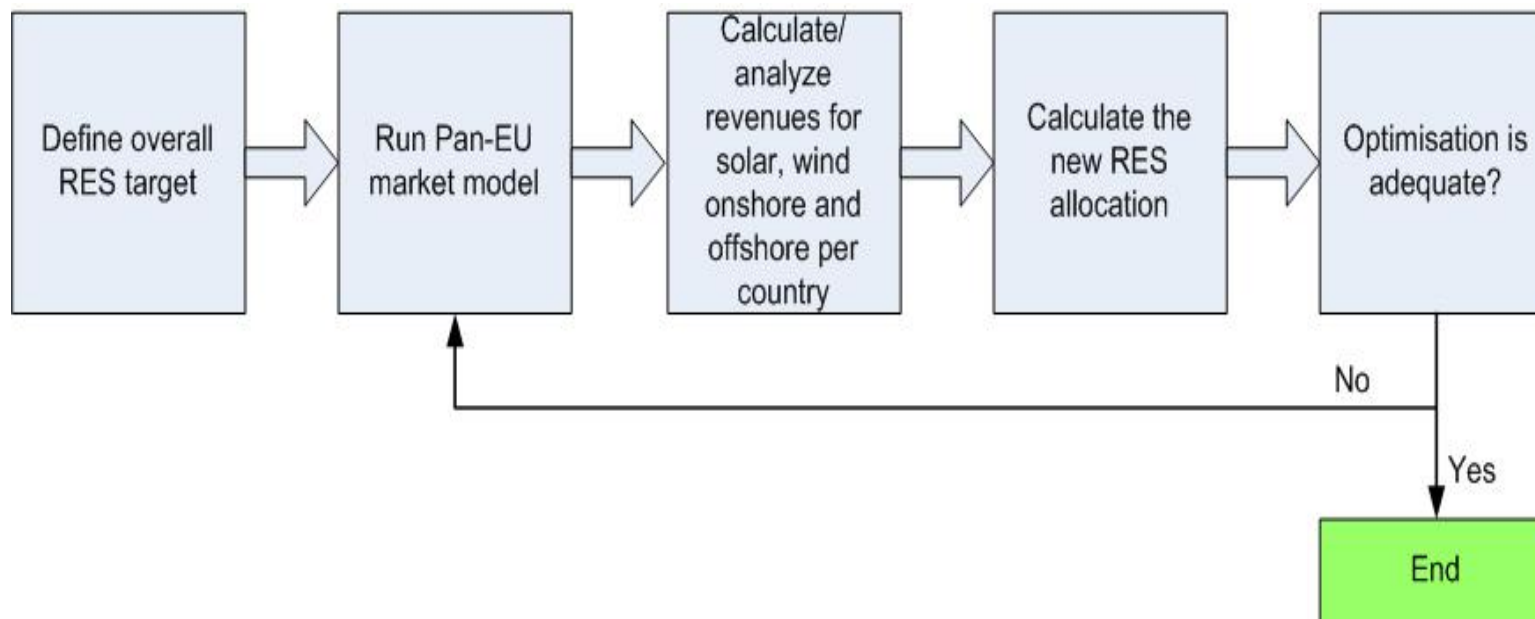 Define overall
RES target
Run Pan-EU
market model
Calculate/
analyze
revenues for
solar, wind
onshore and
offshore per
country
Calculate the
new RES
allocation
Optimisation is
adequate?
No
Yes
End